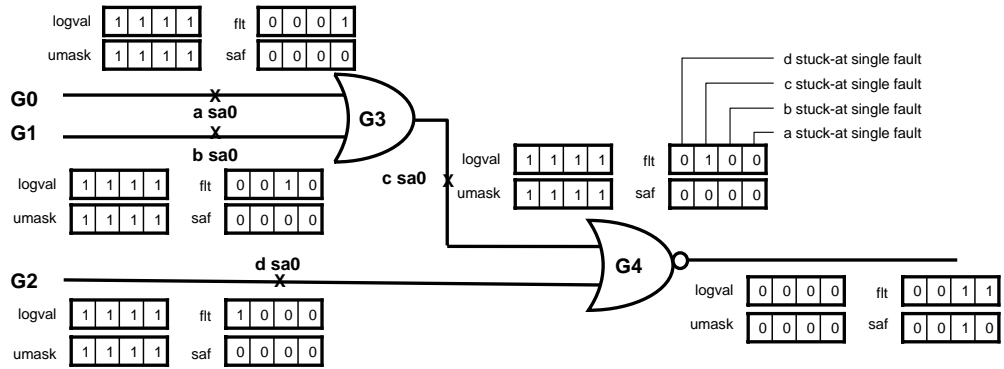 logval 1 1 1 1 flt 0 0 0 1
umask 1 1 1 1 saf 0 0 0 0
G0
a sa0
G1
b sa0
G3
logval 1 1 1 1 flt 0 0 1 0
umask 1 1 1 1 saf 0 0 0 0
d stuck-at single fault
c stuck-at single fault
b stuck-at single fault
a stuck-at single fault
c sa0
logval 1 1 1 1 flt 0 1 0 0
umask 1 1 1 1 saf 0 0 0 0
G2
d sa0
G4
logval 1 1 1 1 flt 1 0 0 0
umask 1 1 1 1 saf 0 0 0 0
logval 0 0 0 0 flt 0 0 1 1
umask 0 0 0 0 saf 0 0 1 0